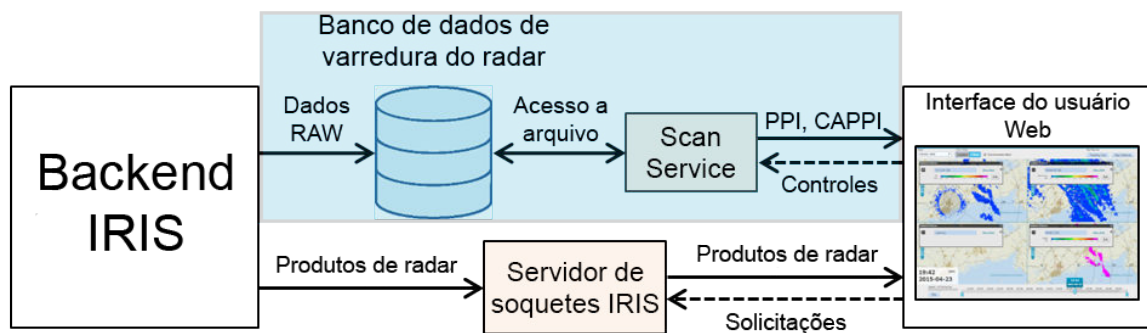 Banco de dados de
varredura do radar
Dados
RAW
Acesso a
arquivo
Scan
Service
PPI, CAPPI
Controles
Interface do usuário
Web
Backend
IRIS
Produtos de radar
Servidor de
soquetes IRIS
Produtos de radar
Solicitações
19:42
2015-04-23